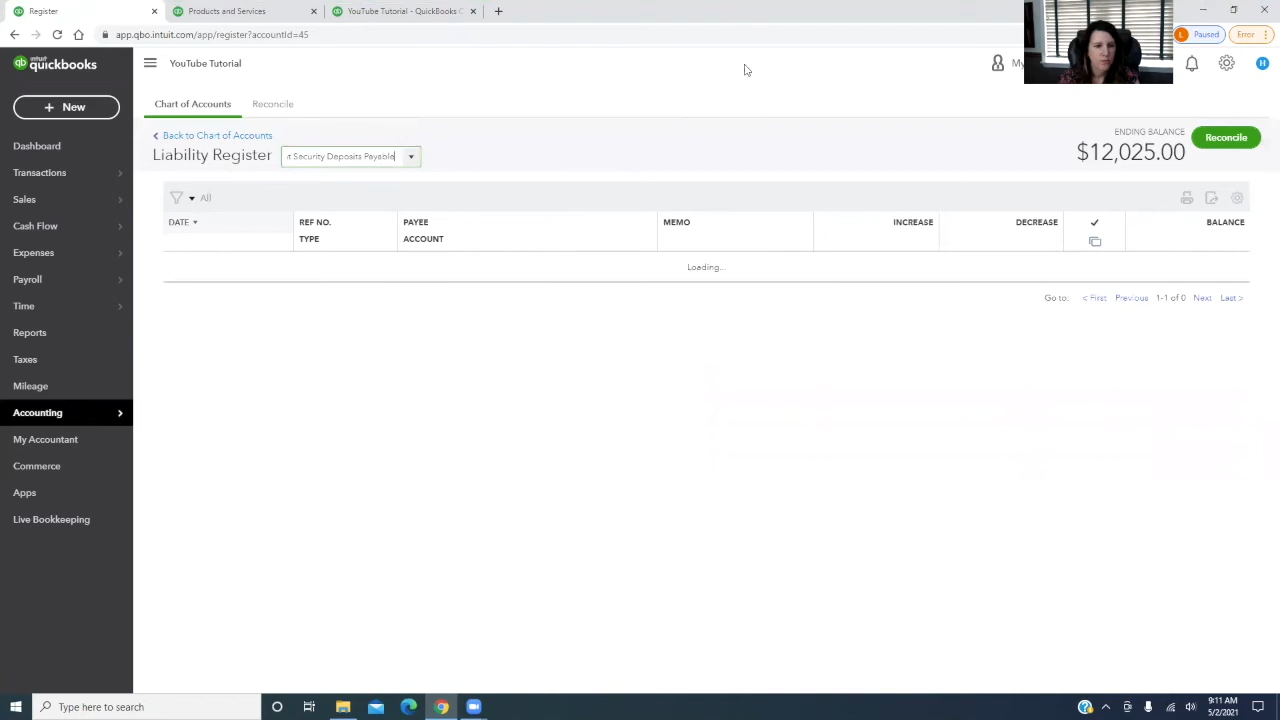 Register
Products and Services
YouTube Tutorial - QuickBooks O
app.qbo.intuit.com/app/register?accountId=45
Paused
Error
intuit quickbooks
YouTube Tutorial
My
H
+ New
Chart of Accounts
Reconcile
Back to Chart of Accounts
Liability Register
t Security Deposits Payable
ENDING BALANCE
$12,025.00
Reconcile
All
DATE
REF NO.
PAYEE
MEMO
INCREASE
DECREASE
BALANCE
TYPE
ACCOUNT
Loading...
Go to: < First Previous 1-1 of 0 Next Last >
Dashboard
Transactions
Sales
Cash Flow
Expenses
Payroll
Time
Reports
Taxes
Mileage
Accounting
My Accountant
Commerce
Apps
Live Bookkeeping
Type here to search
9:11 AM
5/2/2021